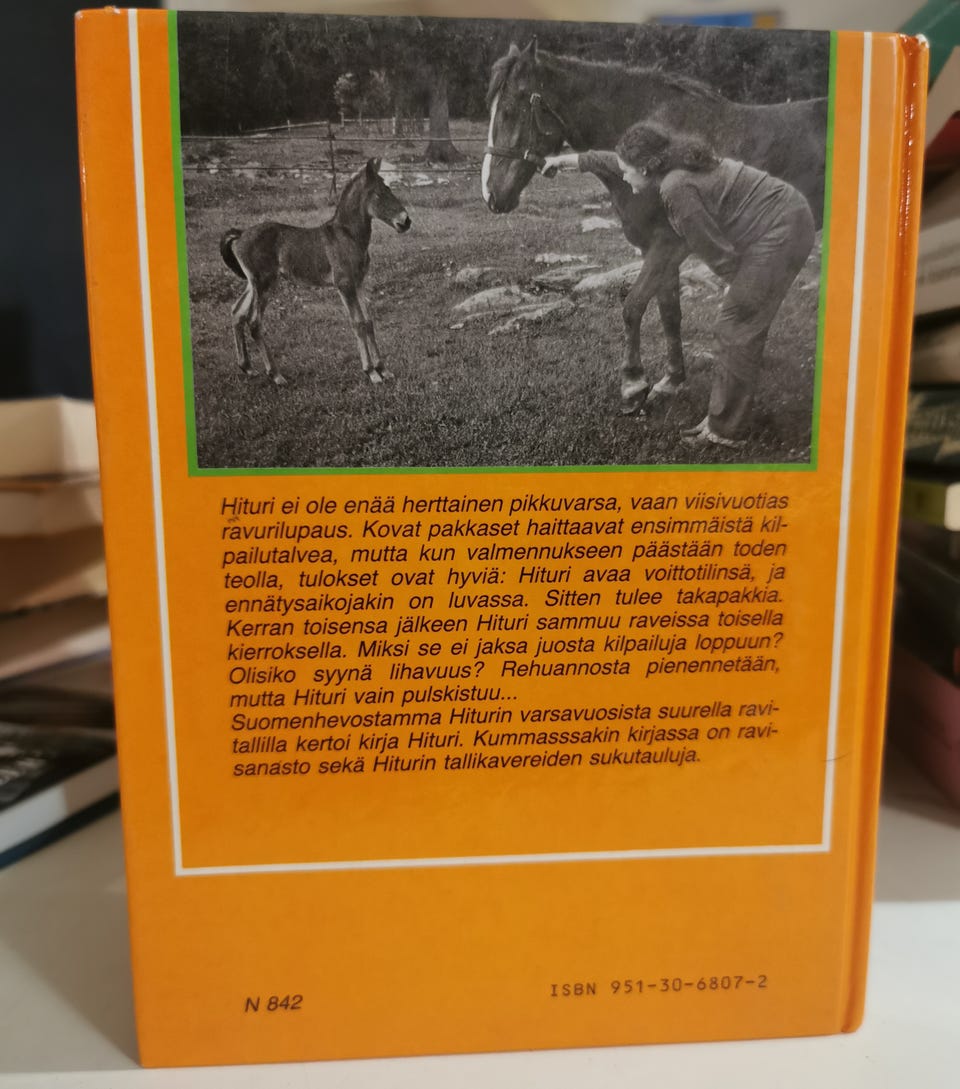 Hituri ei ole enää herttainen pikkuvarsa, vaan viisivuotias
ravurilupaus. Kovat pakkaset haittaavat ensimmäistä kil-
pailutalvea, mutta kun valmennukseen päästään toden
teolla, tulokset ovat hyviä: Hituri avaa voittotilinsä, ja
ennätysaikojakin on luvassa. Sitten tulee takapakkia.
Kerran toisensa jälkeen Hituri sammuu raveissa toisella
kierroksella. Miksi se ei jaksa juosta kilpailuja loppuun?
Olisiko syynä lihavuus? Rehuannosta pienennetään,
mutta Hituri vain pulskistuu...
Suomenhevostamma Hiturin varsavuosista suurella ravi-
tallilla kertoi kirja Hituri. Kummasssakin kirjassa on ravi-
sanasto sekä Hiturin tallikavereiden sukutauluja.
N 842
ISBN 951-30-6807-2